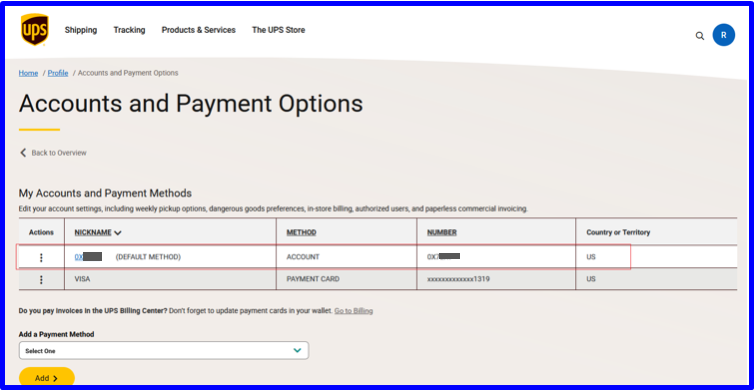 ups
Shipping Tracking Products & Services The UPS Store
R
Home / Profile / Accounts and Payment Options
Accounts and Payment Options
Back to Overview
My Accounts and Payment Methods
Edit your account settings, including weekly pickup options, dangerous goods preferences, in-store billing, authorized users, and paperless commercial invoicing.
Actions NICKNAME METHOD NUMBER Country or Territory
0X (DEFAULT METHOD) ACCOUNT US
VISA PAYMENT CARD xxxxxxxxxxxx1319 US
Do you pay invoices in the UPS Billing Center? Don't forget to update payment cards in your wallet. Go to Billing
Add a Payment Method
Select One
Add